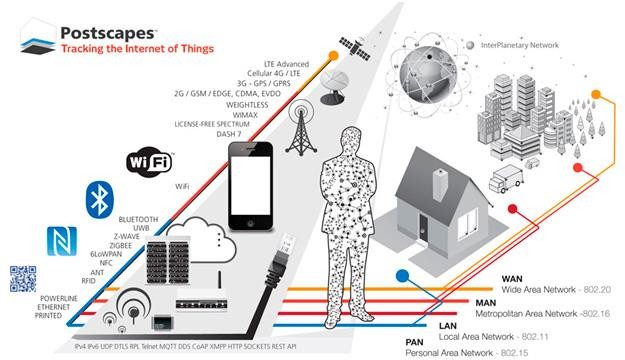 Postscapes™
Tracking the Internet of Things
InterPlanetary Network
LTE Advanced
Cellular 4G / LTE
3G - GPS / GPRS
2G / GSM / EDGE, CDMA, EVDO
WEIGHTLESS
WIMAX
LICENSE-FREE SPECTRUM
DASH 7
WiFi
WiFi
BLUETOOTH
UWB
Z-WAVE
ZIGBEE
6LoWPAN
NFC
ANT
RFID
POWERLINE
ETHERNET
PRINTED
IPv4 IPv6 UDP DTLS RPL Telnet MQTT DDS CoAP XMPP HTTP SOCKETS REST API
WAN
Wide Area Network - 802.20
MAN
Metropolitan Area Network - 802.16
LAN
Local Area Network - 802.11
PAN
Personal Area Network - 802.15